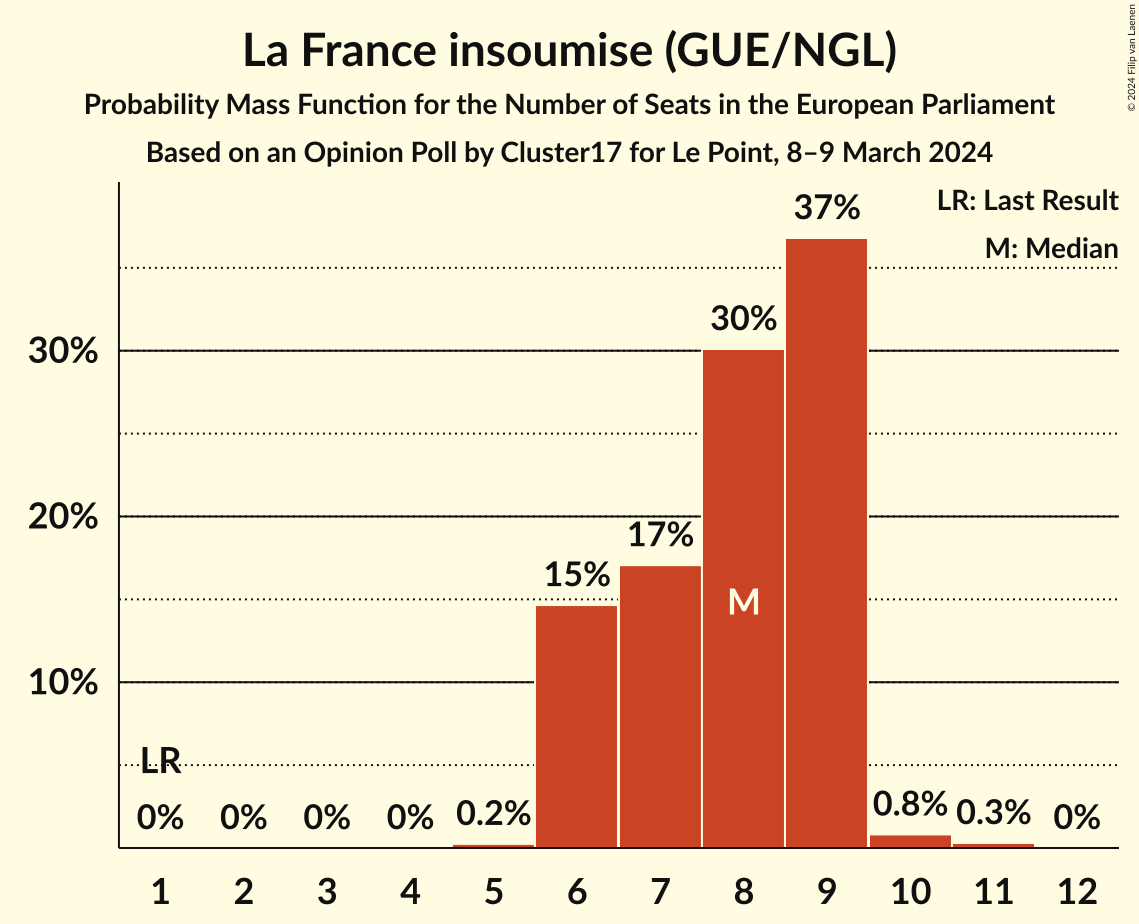 La France insoumise (GUE/NGL)
Probability Mass Function for the Number of Seats in the European Parliament
Based on an Opinion Poll by Cluster17 for Le Point, 8–9 March 2024
© 2024 Filip van Laenen
LR: Last Result
M: Median
37%
30%
30%
20%
17%
15%
M
10%
LR
0% 0% 0% 0% 0.2% 0.8% 0.3% 0%
1 2 3 4 5 6 7 8 9 10 11 12